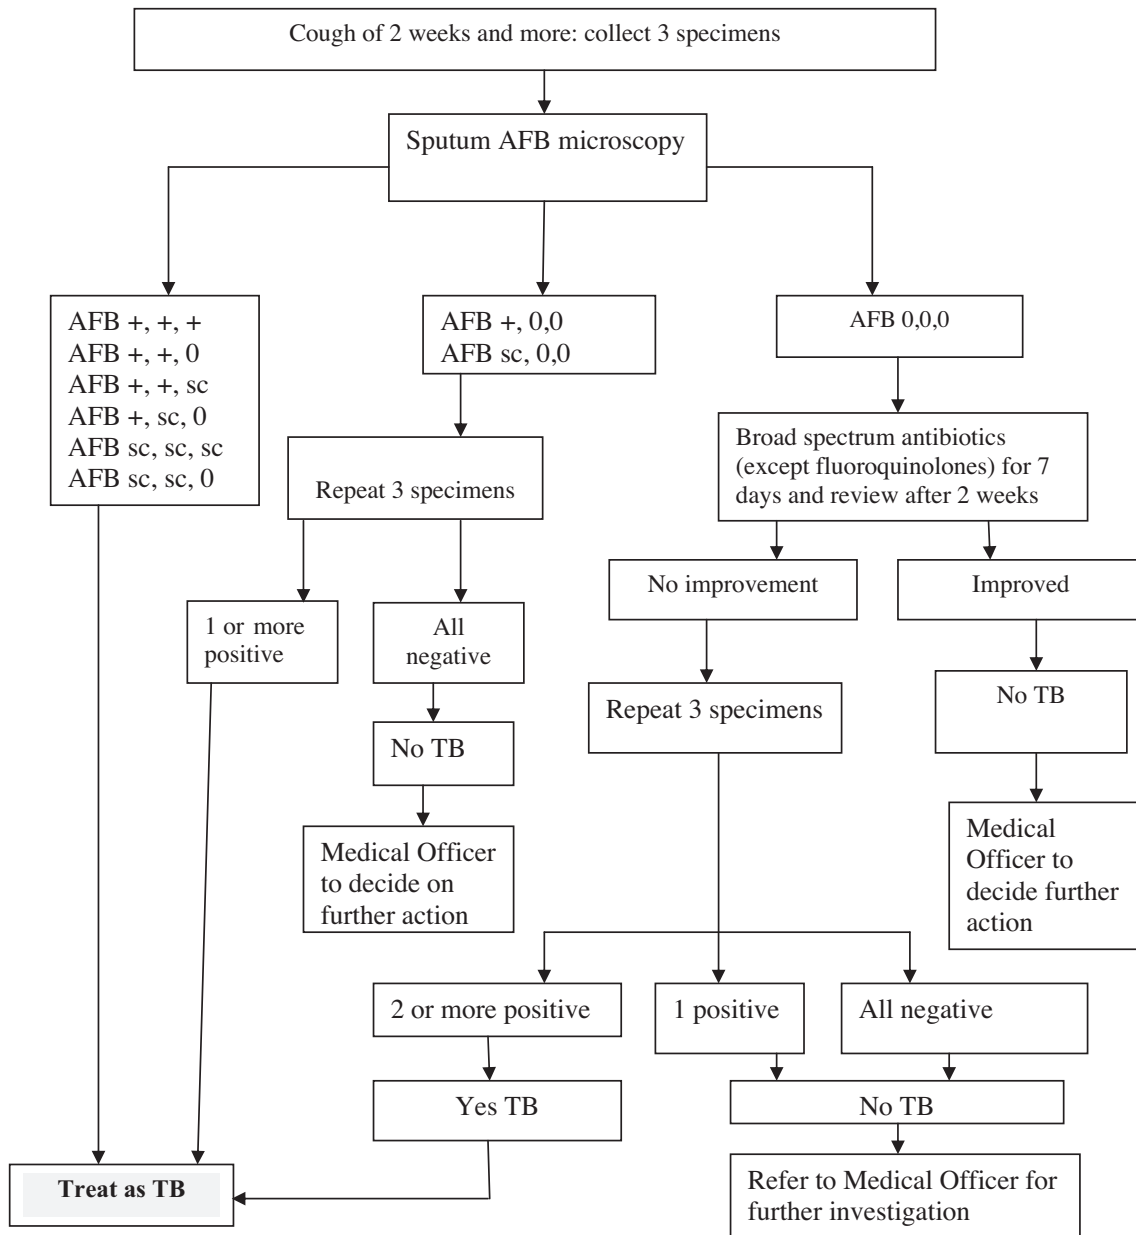 Cough of 2 weeks and more: collect 3 specimens
Sputum AFB microscopy
AFB +, +, +
AFB +, +, 0
AFB +, +, sc
AFB +, sc, 0
AFB sc, sc, sc
AFB sc, sc, 0
AFB +, 0,0
AFB sc, 0,0
AFB 0,0,0
Repeat 3 specimens
Broad spectrum antibiotics
(except fluoroquinolones) for 7
days and review after 2 weeks
1 or more
positive
All
negative
No improvement
Improved
No TB
Medical Officer
to decide on
further action
Repeat 3 specimens
No TB
Medical
Officer to
decide further
action
2 or more positive
1 positive
All negative
Yes TB
No TB
Treat as TB
Refer to Medical Officer for
further investigation